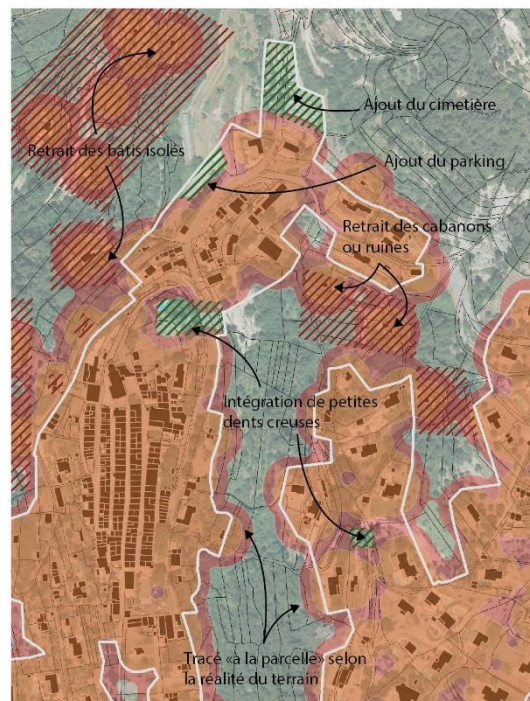 Ajout du cimetière
Retrait des bâtis isolés
Ajout du parking
Retrait des cabanons
ou ruines
Intégration de petites
dents creuses
Tracé «à la parcelle» selon
la réalité du terrain